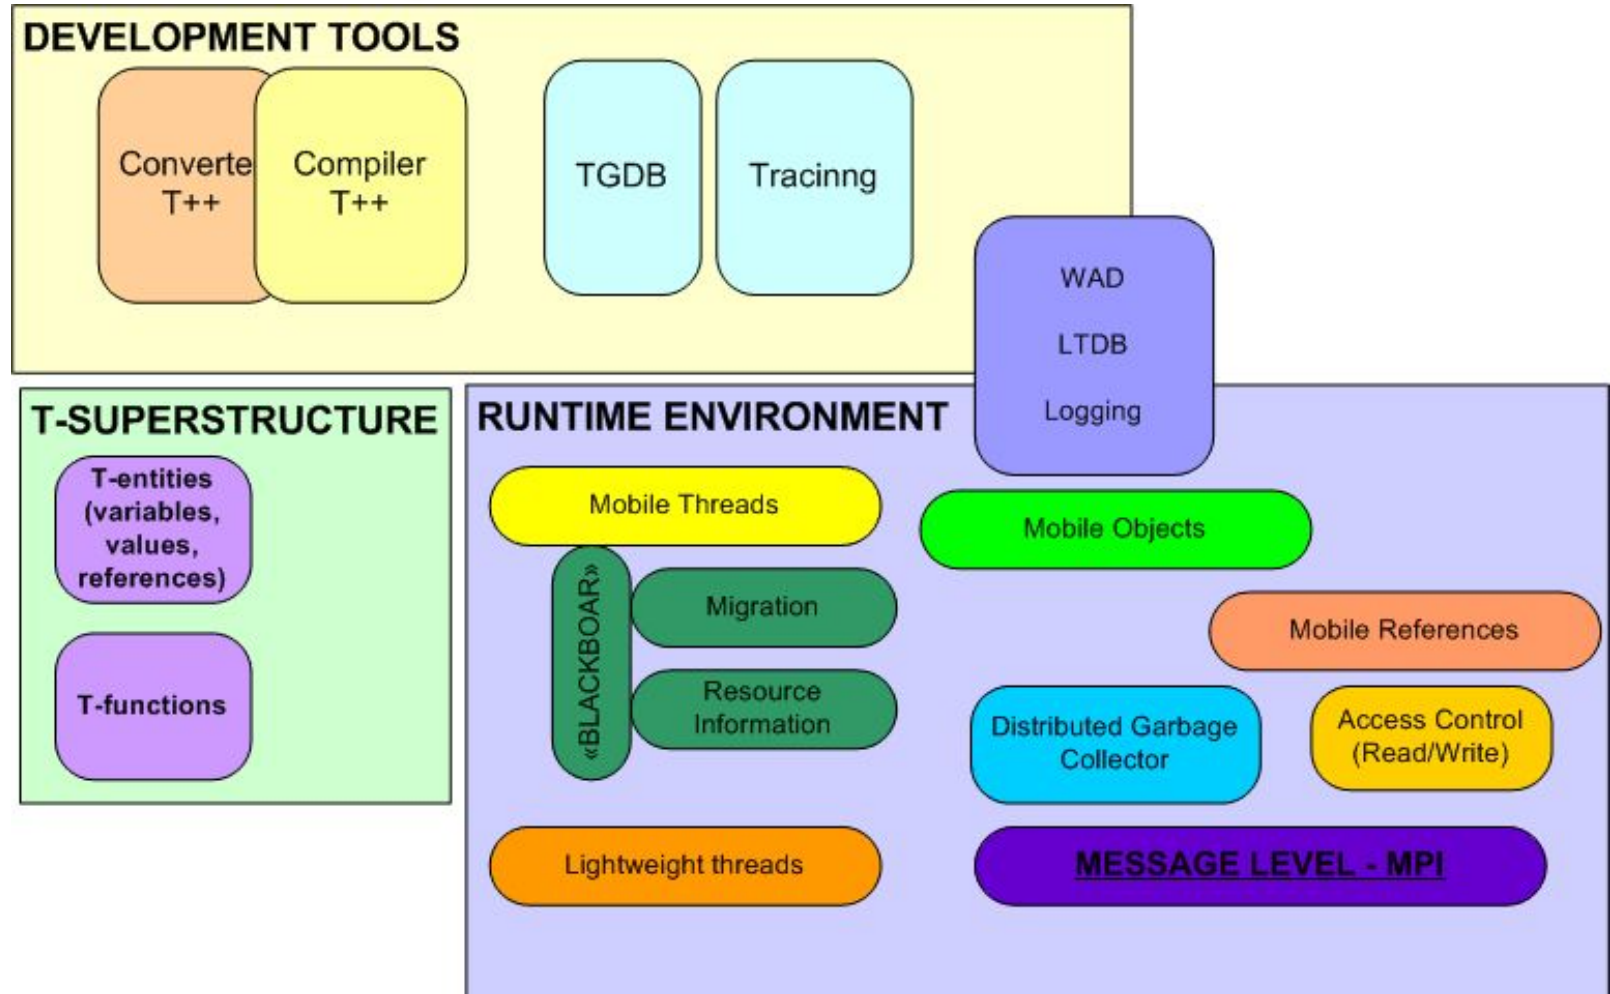 DEVELOPMENT TOOLS
Converte
T++
Compiler
T++
TGDB
Tracinng
WAD
LTDB
Logging
T-SUPERSTRUCTURE
T-entities
(variables,
values,
references)
T-functions
RUNTIME ENVIRONMENT
Mobile Threads
Mobile Objects
«BLACKBOAR»
Migration
Mobile References
Resource
Information
Distributed Garbage
Collector
Access Control
(Read/Write)
Lightweight threads
MESSAGE LEVEL - MPI